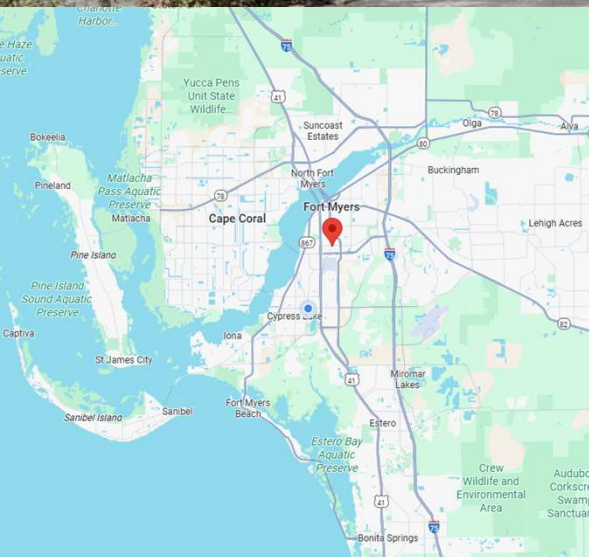 Charlotte
Harbor...
e Haze
uatic
serve
75
Yucca Pens
Unit State
Wildlife...
41
Suncoast
Estates
78
Olga
Alva
Bokeelia
80
North Fort
Myers
Buckingham
Pineland
Matlacha
Pass Aquatic
Preserve
78
Matlacha
Cape Coral
Fort Myers
Lehigh Acres
867
75
Pine Island
Pine Island
Sound Aquatic
Preserve
Cypress Lake
82
Captiva
Iona
St James City
Miromar
Lakes
41
Sanibel Island
Sanibel
Fort Myers
Beach
Estero
Estero Bay
Aquatic
Preserve
Crew
Wildlife and
Environmental
Area
Audubo
Corkscre
Swamp
Sanctuar
41
75
Bonita Springs